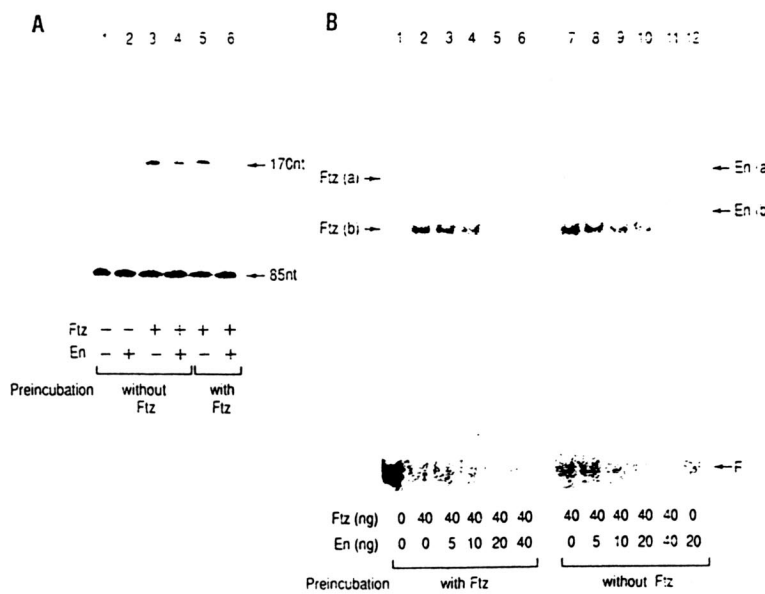 A
1 2 3 4 5 6
170nt
85nt
Ftz − − + + + +
En − + − + − +
Preincubation without Ftz with Ftz
B
1 2 3 4 5 6 7 8 9 10 11 12
Ftz (a)
Ftz (b)
En (a
En (b
F
Ftz (ng) 0 40 40 40 40 40 40 40 40 40 40 0
En (ng) 0 0 5 10 20 40 0 5 10 20 40 20
Preincubation with Ftz without Ftz